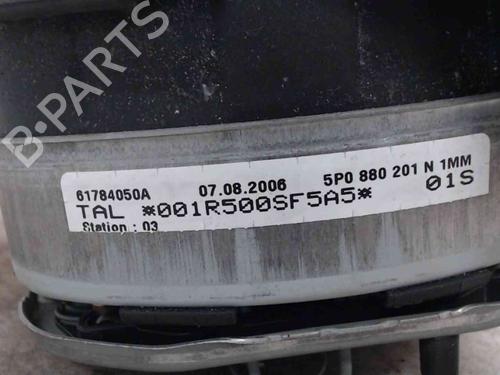 B-PARTS
61784050A 07.08.2006 5P0 880 201 N 1MM
TAL *001R500SF5A5* 01S
Station : 03